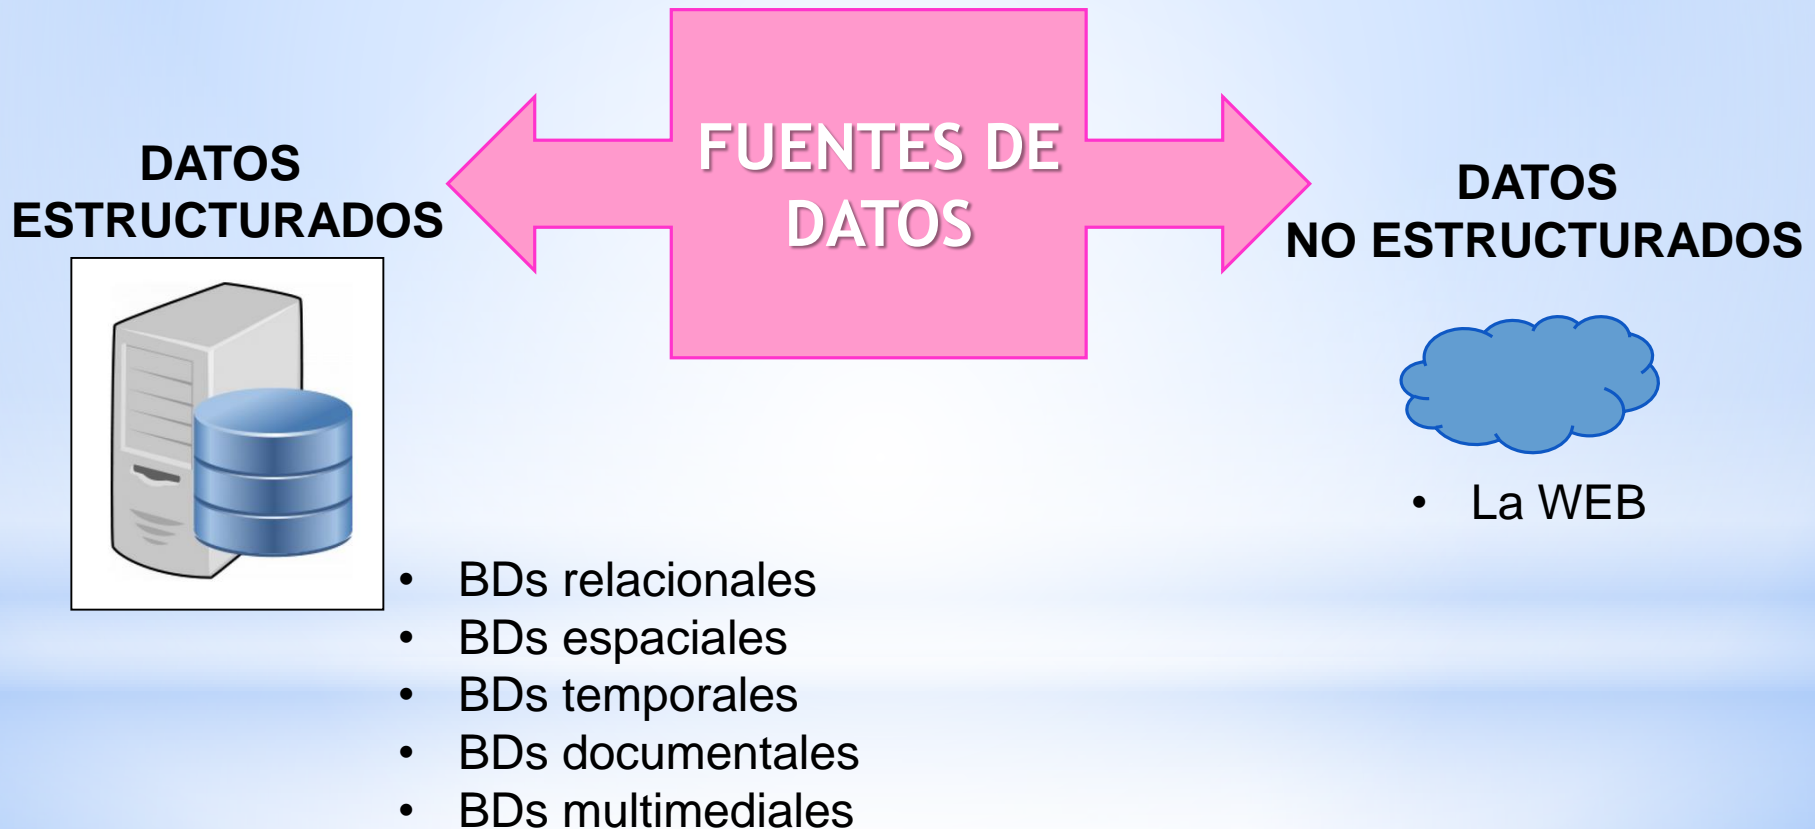 FUENTES DE
DATOS
DATOS
ESTRUCTURADOS
• BDs relacionales
• BDs espaciales
• BDs temporales
• BDs documentales
• BDs multimediales
DATOS
NO ESTRUCTURADOS
• La WEB